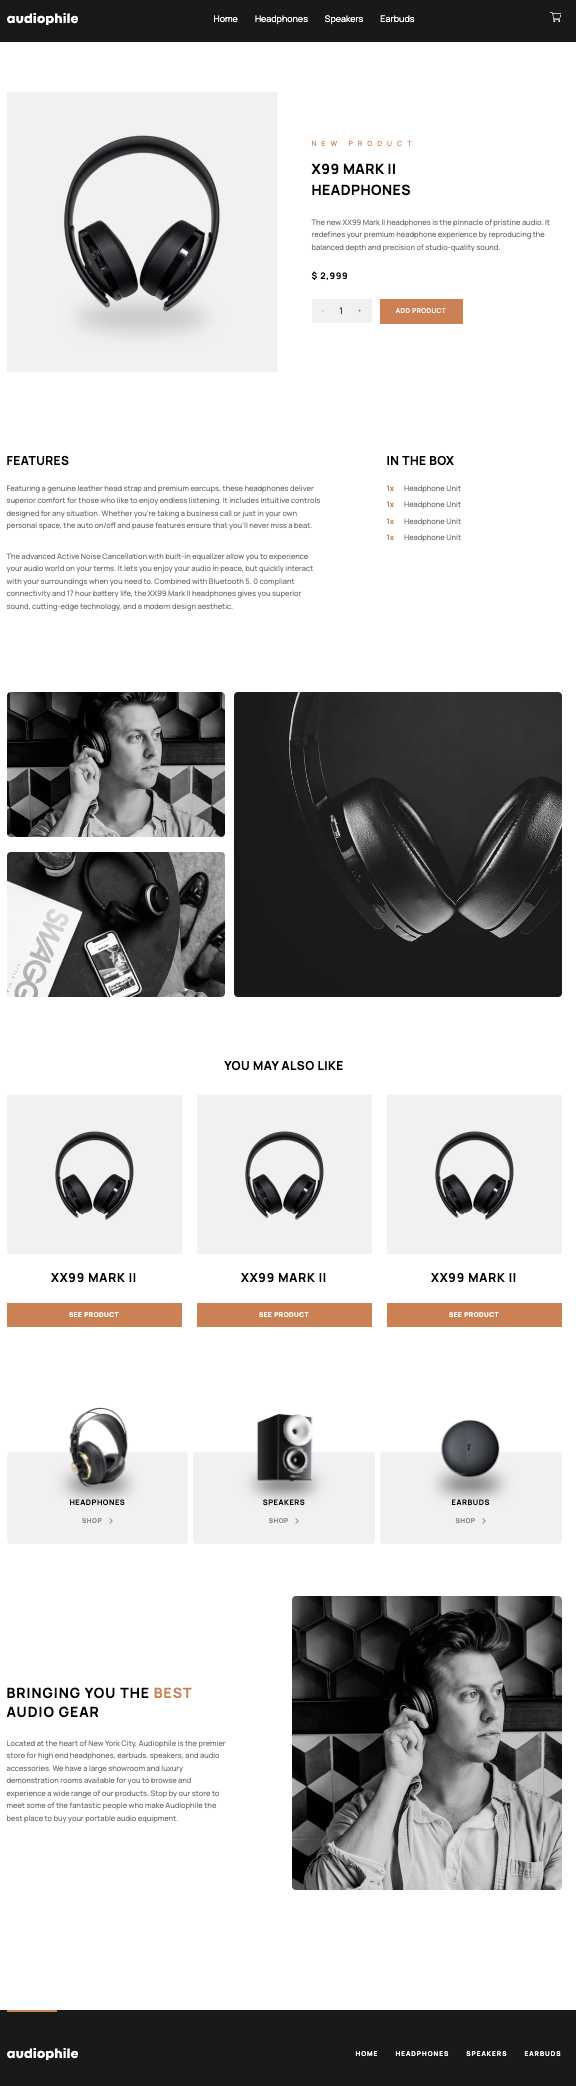 audiophile
Home Headphones Speakers Earbuds
NEW PRODUCT
X99 MARK II
HEADPHONES
The new XX99 Mark II headphones is the pinnacle of pristine audio. It
redefines your premium headphone experience by reproducing the
balanced depth and precision of studio-quality sound.
$ 2,999
- 1 +
ADD PRODUCT
FEATURES
Featuring a genuine leather head strap and premium earcups, these headphones deliver
superior comfort for those who like to enjoy endless listening. It includes intuitive controls
designed for any situation. Whether you're taking a business call or just in your own
personal space, the auto on/off and pause features ensure that you'll never miss a beat.
The advanced Active Noise Cancellation with built-in equalizer allow you to experience
your audio world on your terms. It lets you enjoy your audio in peace, but quickly interact
with your surroundings when you need to. Combined with Bluetooth 5. 0 compliant
connectivity and 17 hour battery life, the XX99 Mark II headphones gives you superior
sound, cutting-edge technology, and a modern design aesthetic.
IN THE BOX
1x Headphone Unit
1x Headphone Unit
1x Headphone Unit
1x Headphone Unit
SWAGG
YOU MAY ALSO LIKE
XX99 MARK II
XX99 MARK II
XX99 MARK II
SEE PRODUCT
SEE PRODUCT
SEE PRODUCT
HEADPHONES
SHOP
SPEAKERS
SHOP
EARBUDS
SHOP
BRINGING YOU THE BEST
AUDIO GEAR
Located at the heart of New York City, Audiophile is the premier
store for high end headphones, earbuds, speakers, and audio
accessories. We have a large showroom and luxury
demonstration rooms available for you to browse and
experience a wide range of our products. Stop by our store to
meet some of the fantastic people who make Audiophile the
best place to buy your portable audio equipment.
audiophile
HOME HEADPHONES SPEAKERS EARBUDS